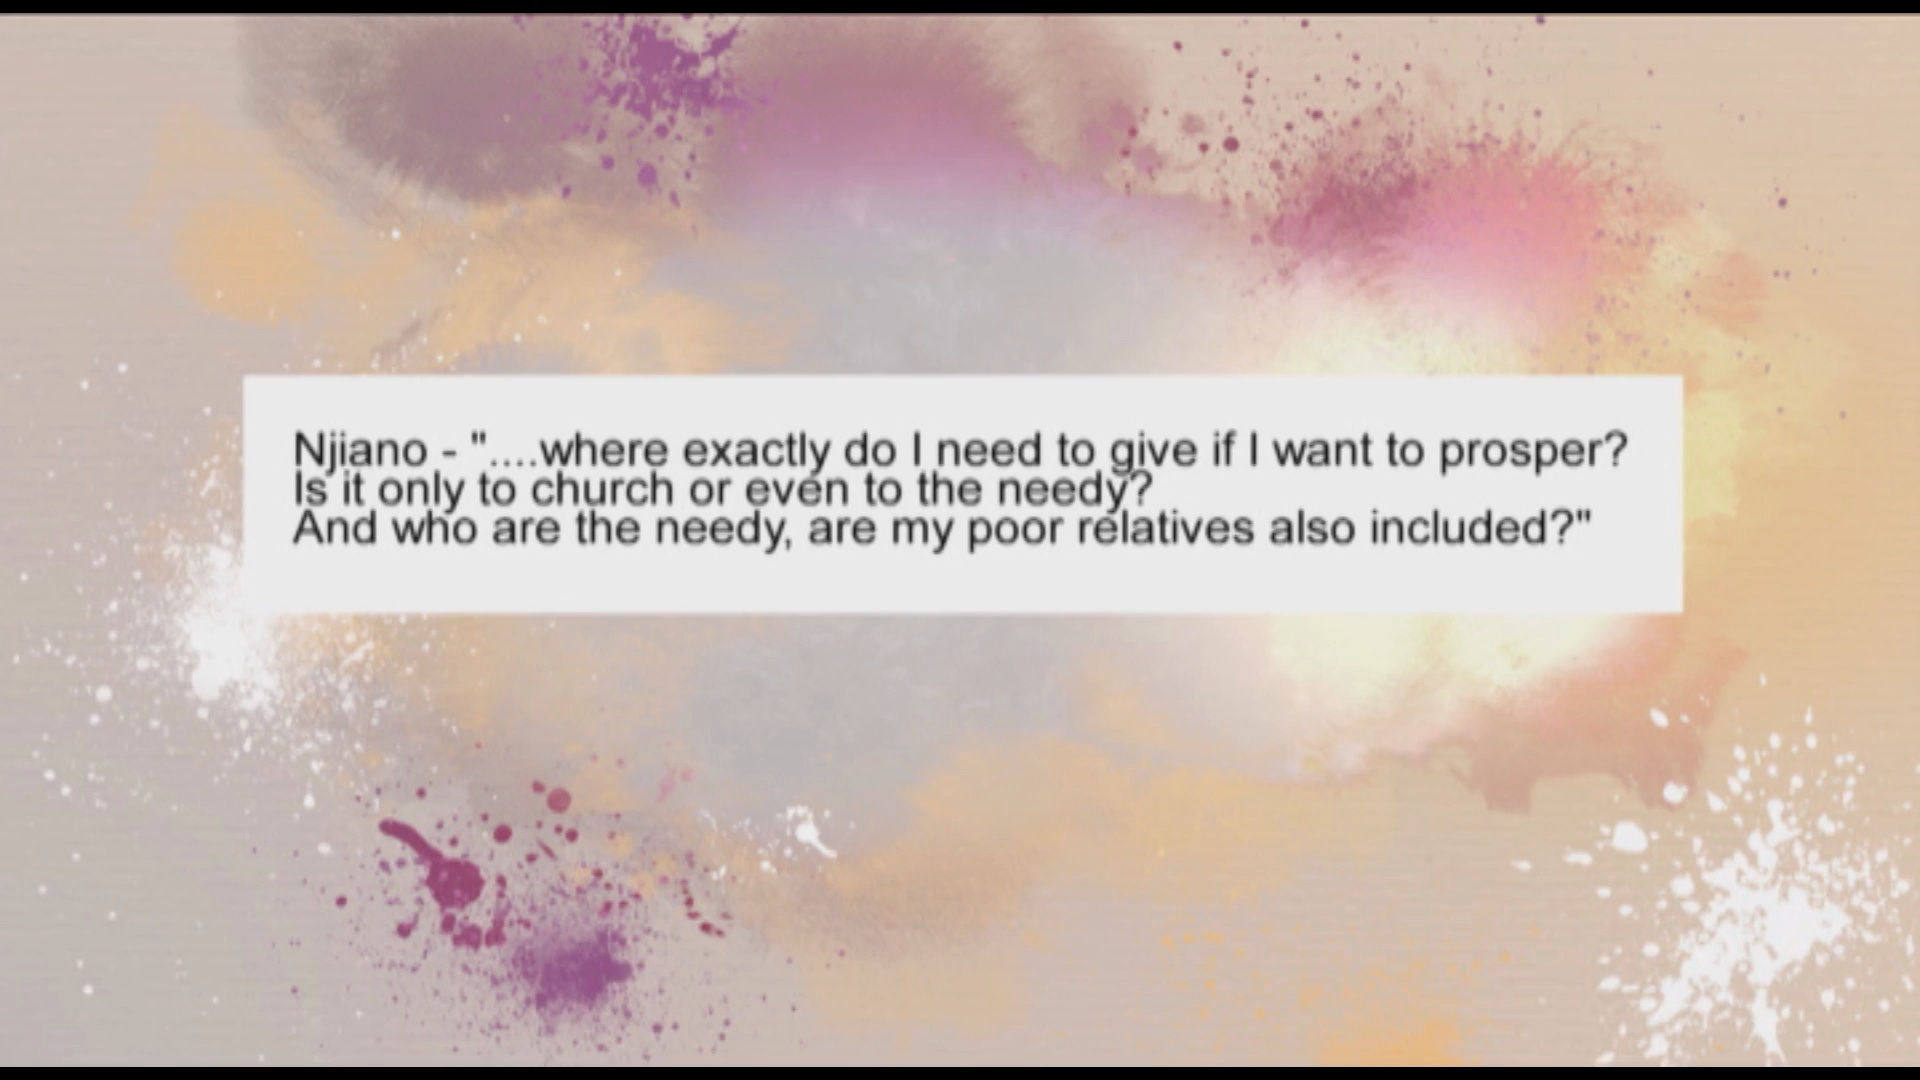 Njiano - "....where exactly do I need to give if I want to prosper?
Is it only to church or even to the needy?
And who are the needy, are my poor relatives also included?"